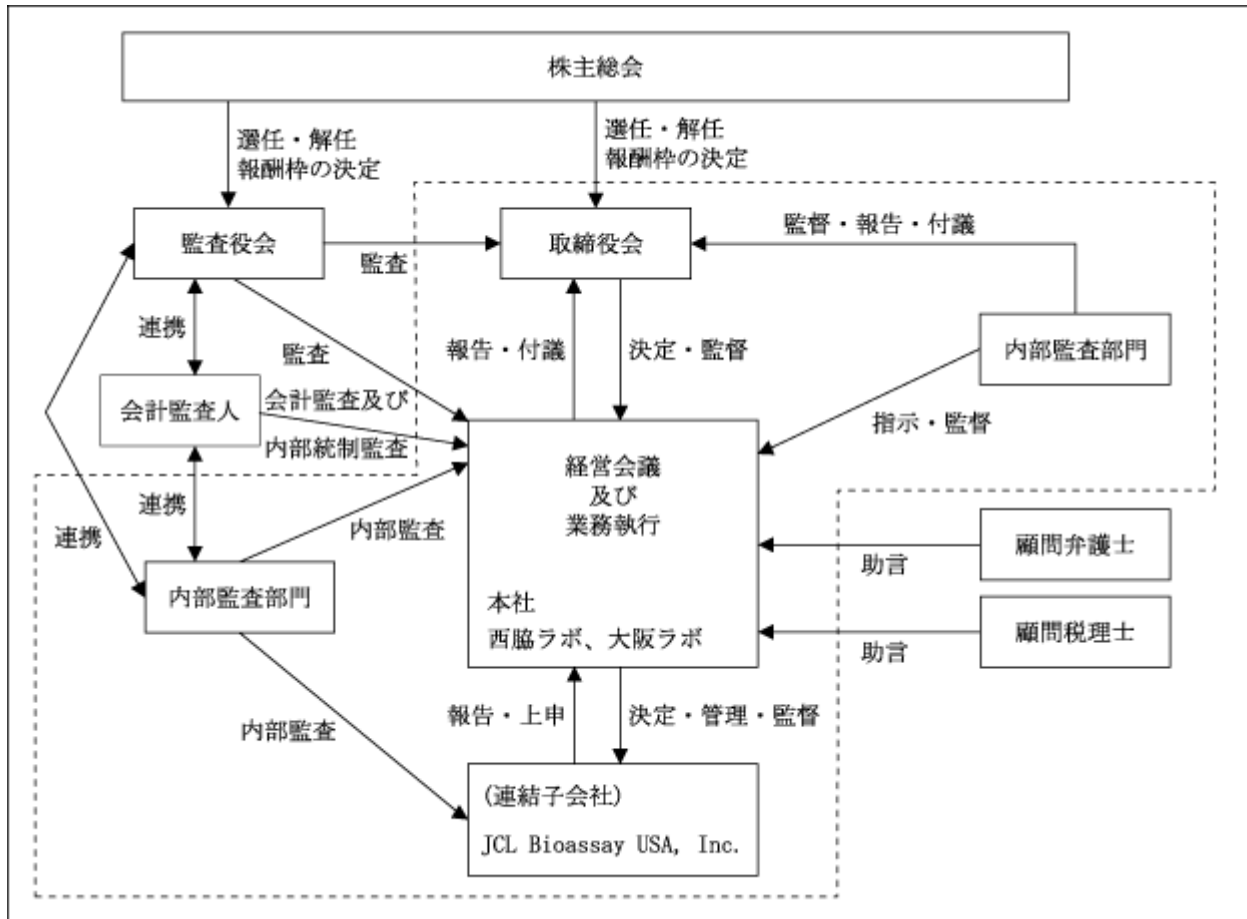 株主総会
選任・解任
報酬枠の決定
選任・解任
報酬枠の決定
監査役会
監査
取締役会
監督・報告・付議
連携
監査
報告・付議
決定・監督
内部監査部門
会計監査人
会計監査及び
内部統制監査
指示・監督
経営会議
及び
業務執行
本社
西脇ラボ、大阪ラボ
連携
連携
内部監査
内部監査部門
顧問弁護士
助言
顧問税理士
助言
内部監査
報告・上申
決定・管理・監督
(連結子会社)
JCL Bioassay USA, Inc.